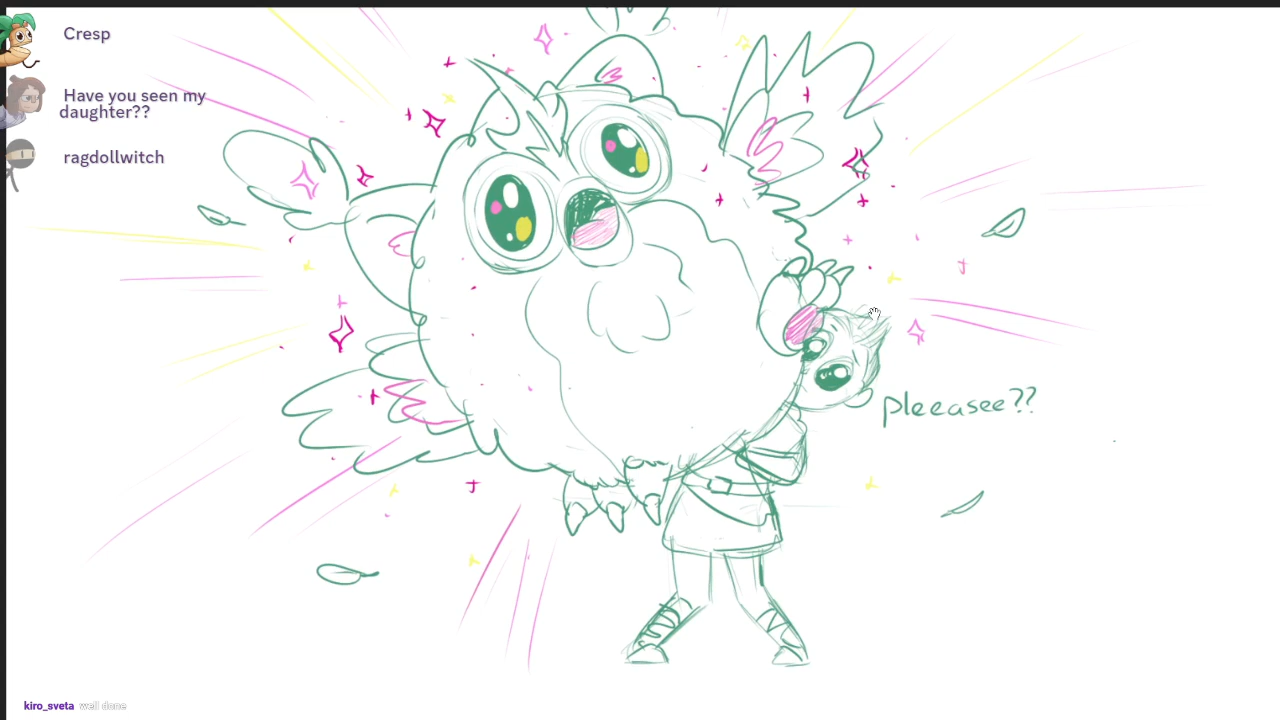 Cresp
Have you seen my
daughter??
ragdollwitch
pleeasee??
kiro_sveta well done